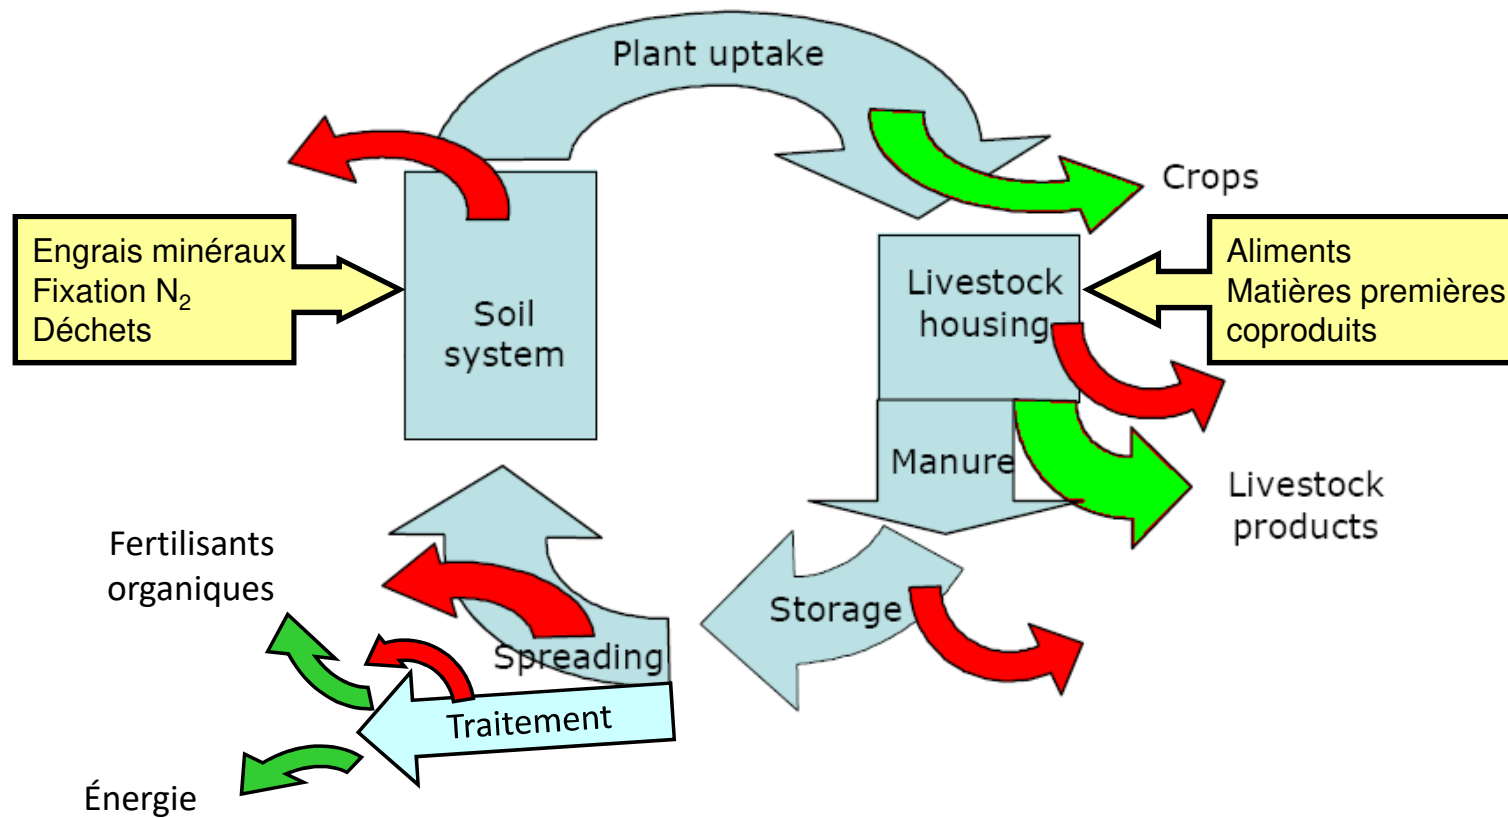 Plant uptake
Crops
Engrais minéraux
Fixation N₂
Déchets
Soil
system
Livestock
housing
Aliments
Matières premières
coproduits
Manure
Livestock
products
Fertilisants
organiques
Storage
Spreading
Traitement
Énergie